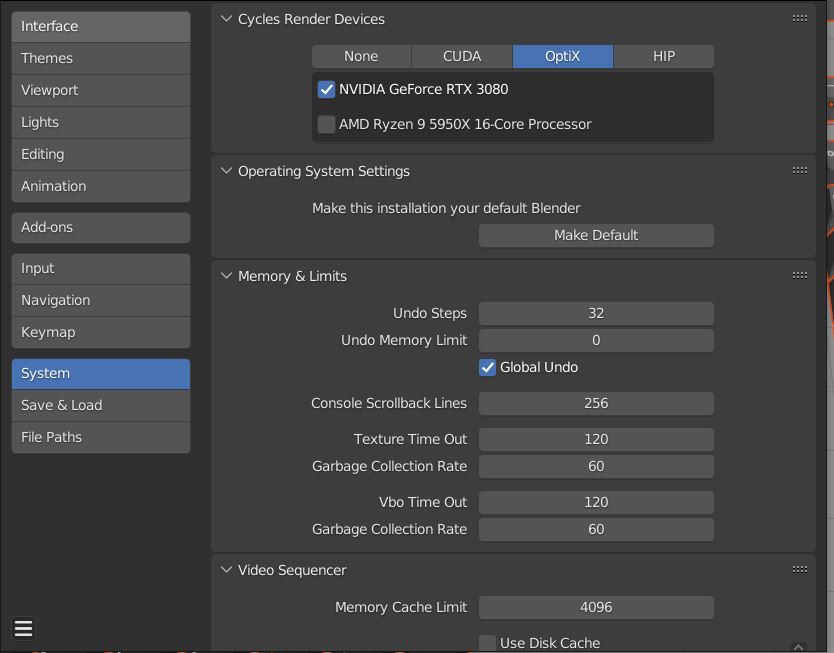 Interface
Themes
Viewport
Lights
Editing
Animation
Add-ons
Input
Navigation
Keymap
System
Save & Load
File Paths
Cycles Render Devices
None CUDA OptiX HIP
NVIDIA GeForce RTX 3080
AMD Ryzen 9 5950X 16-Core Processor
Operating System Settings
Make this installation your default Blender
Make Default
Memory & Limits
Undo Steps 32
Undo Memory Limit 0
Global Undo
Console Scrollback Lines 256
Texture Time Out 120
Garbage Collection Rate 60
Vbo Time Out 120
Garbage Collection Rate 60
Video Sequencer
Memory Cache Limit 4096
Use Disk Cache